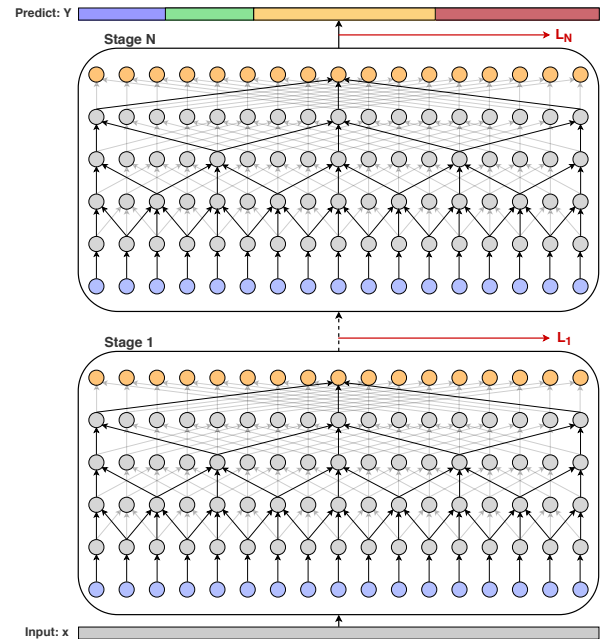 Predict: Y
Stage N
L_N
Stage 1
L_1
Input: x